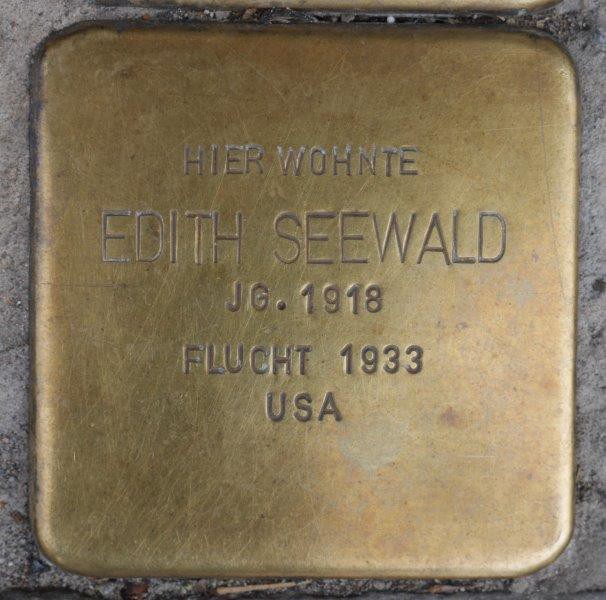 HIER WOHNTE
EDITH SEEWALD
JG. 1918
FLUCHT 1933
USA